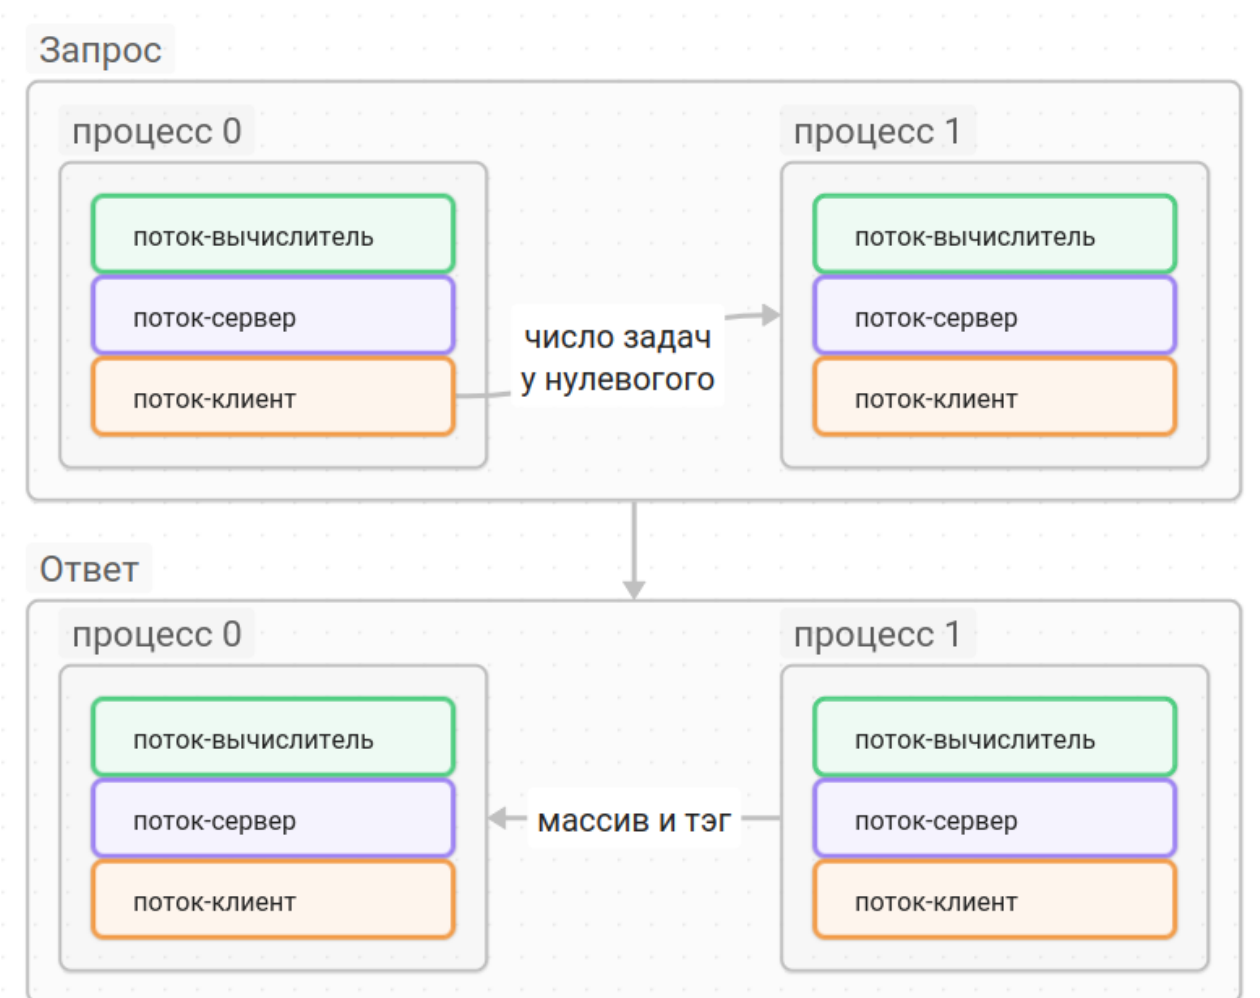 Запрос
процесс 0
процесс 1
поток-вычислитель
поток-вычислитель
поток-сервер
поток-сервер
число задач
у нулевогого
поток-клиент
поток-клиент
Ответ
процесс 0
процесс 1
поток-вычислитель
поток-вычислитель
поток-сервер
массив и тэг
поток-сервер
поток-клиент
поток-клиент